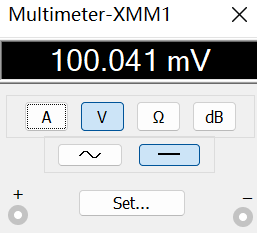 Multimeter-XMM1
100.041 mV
A V Ω dB
+ Set... −